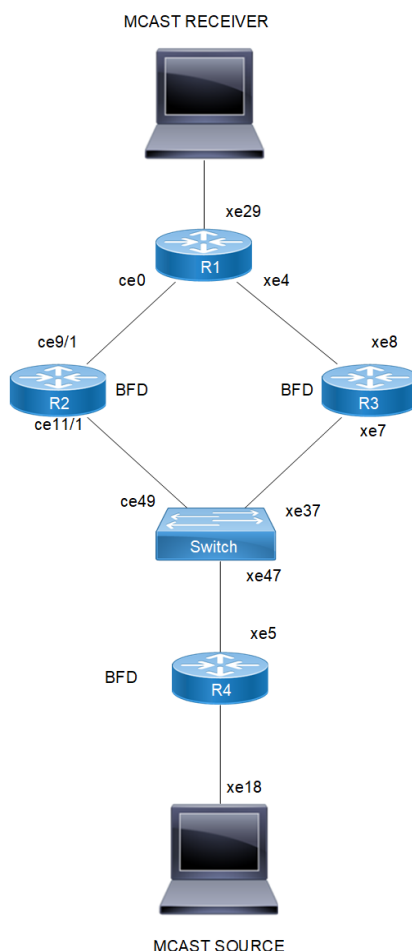 MCAST RECEIVER
xe29
R1
ce0
xe4
ce9/1
xe8
R2
BFD
BFD
R3
ce11/1
xe7
ce49
xe37
Switch
xe47
xe5
BFD
R4
xe18
MCAST SOURCE